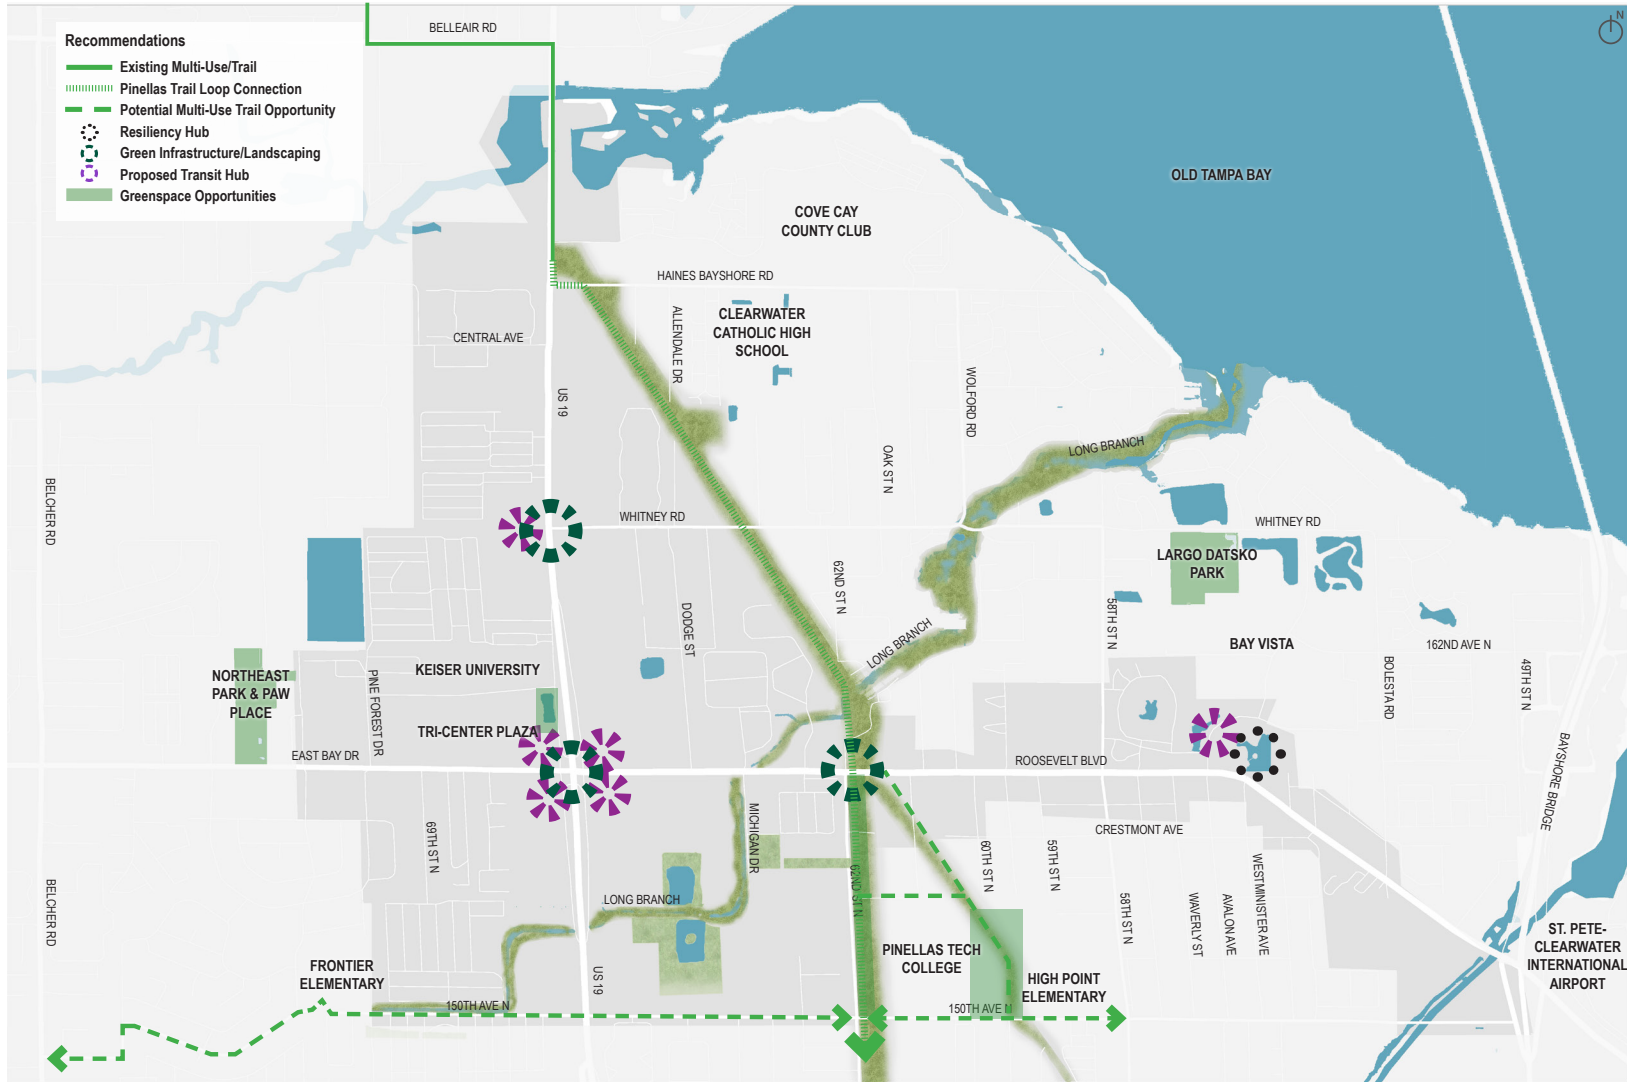 N
BELLEAIR RD
Recommendations
Existing Multi-Use/Trail
Pinellas Trail Loop Connection
Potential Multi-Use Trail Opportunity
Resiliency Hub
Green Infrastructure/Landscaping
Proposed Transit Hub
Greenspace Opportunities
OLD TAMPA BAY
COVE CAY
COUNTY CLUB
HAINES BAYSHORE RD
CLEARWATER
CATHOLIC HIGH
SCHOOL
ALLENDALE DR
CENTRAL AVE
US 19
WOLFORD RD
OAK ST N
LONG BRANCH
BELCHER RD
WHITNEY RD
WHITNEY RD
LARGO DATSKO
PARK
62ND ST N
58TH ST N
DODGE ST
LONG BRANCH
BAY VISTA
162ND AVE N
KEISER UNIVERSITY
NORTHEAST
PARK & PAW
PLACE
PINE FOREST DR
BOLESTA RD
49TH ST N
TRI-CENTER PLAZA
EAST BAY DR
ROOSEVELT BLVD
BAYSHORE BRIDGE
69TH ST N
MICHIGAN DR
CRESTMONT AVE
60TH ST N
59TH ST N
62ND ST N
WESTMINISTER AVE
BELCHER RD
LONG BRANCH
58TH ST N
WAVERLY ST
AVALON AVE
PINELLAS TECH
COLLEGE
ST. PETE-
CLEARWATER
INTERNATIONAL
AIRPORT
FRONTIER
ELEMENTARY
US 19
HIGH POINT
ELEMENTARY
150TH AVE N
150TH AVE N